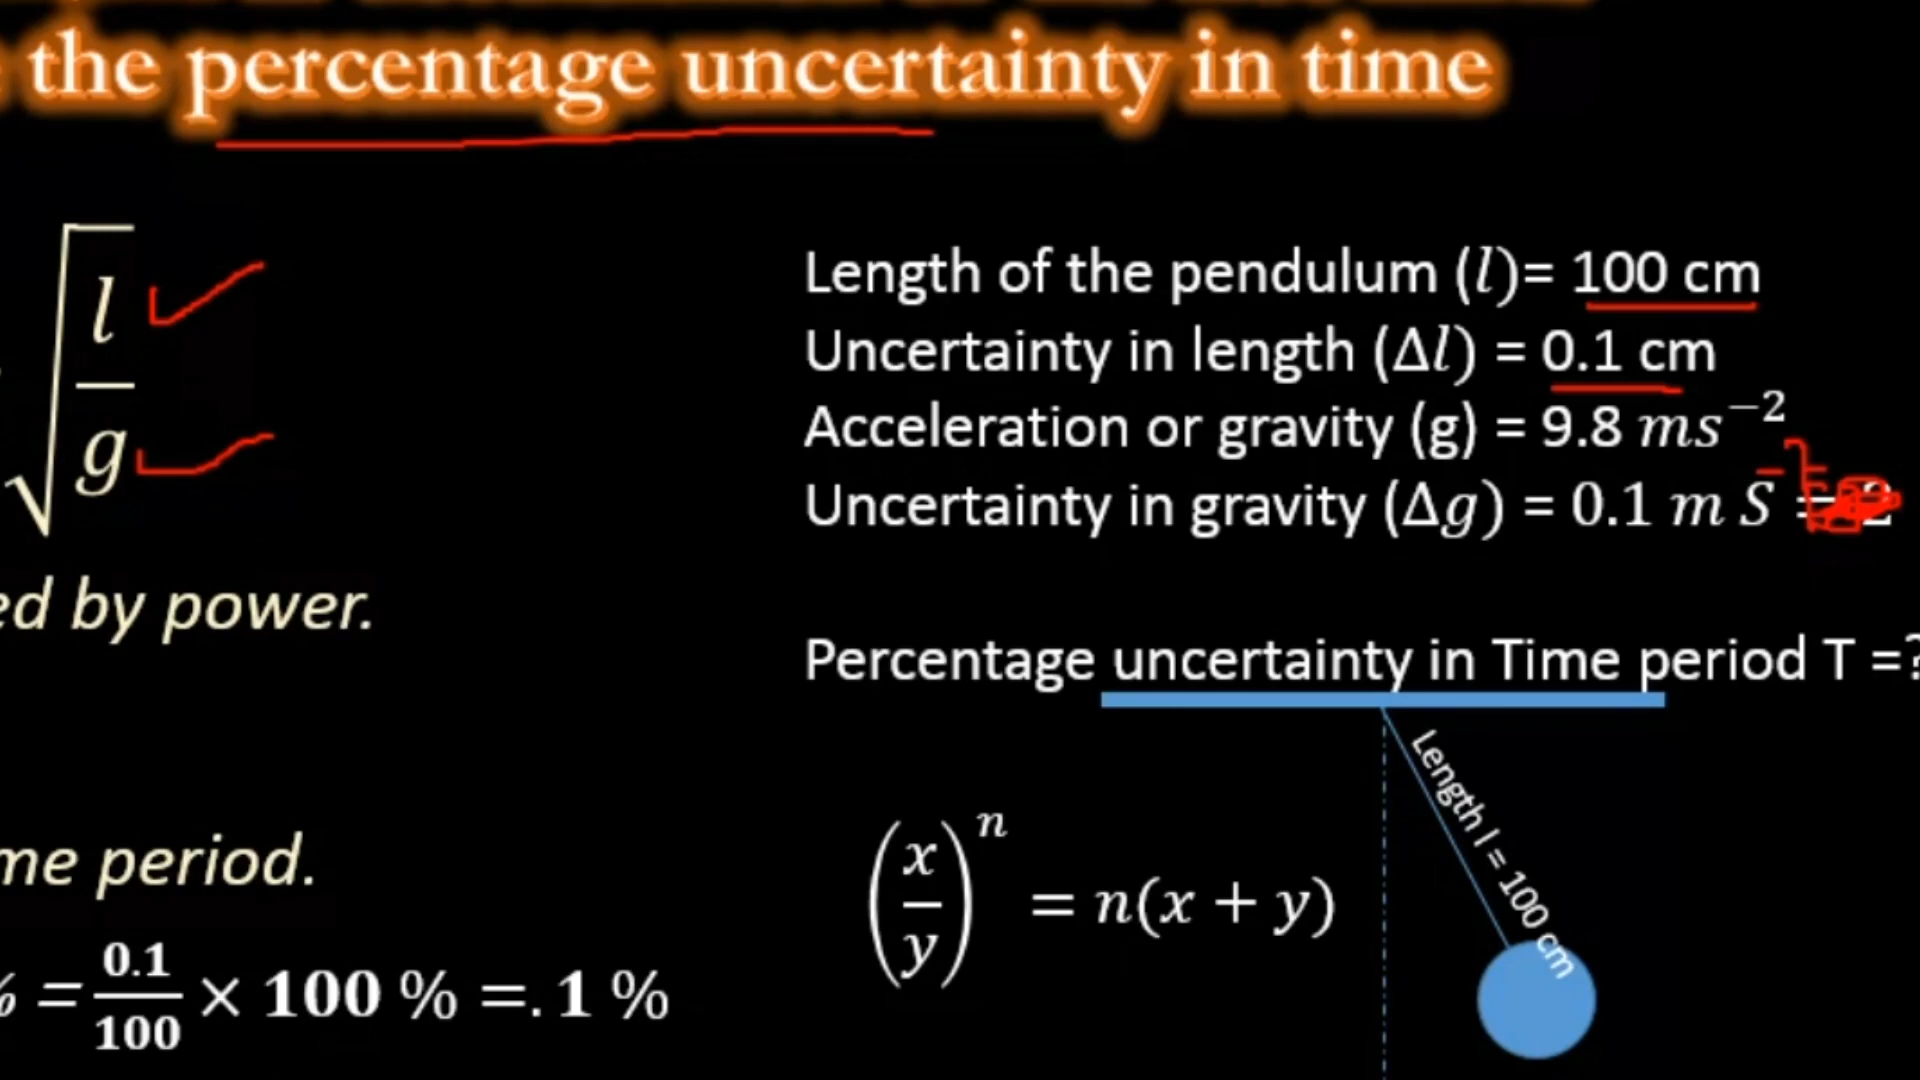 the percentage uncertainty in time
√(l/g)
Length of the pendulum (l)= 100 cm
Uncertainty in length (Δl) = 0.1 cm
Acceleration or gravity (g) = 9.8 ms⁻²
Uncertainty in gravity (Δg) = 0.1 m S
ed by power.
Percentage uncertainty in Time period T =?
Length l = 100 cm
(x/y)ⁿ = n(x + y)
me period.
% = 0.1/100 × 100 % =. 1 %